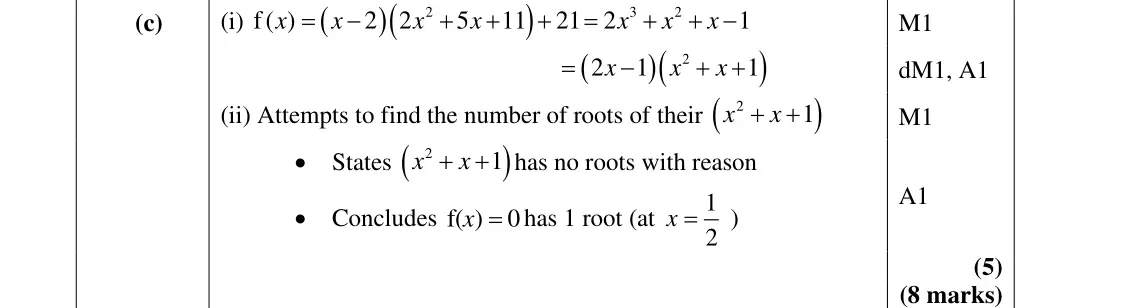 (c) (i) f(x) = (x−2)(2x² + 5x + 11) + 21 = 2x³ + x² + x − 1 M1
= (2x−1)(x² + x + 1) dM1, A1
(ii) Attempts to find the number of roots of their (x² + x + 1) M1
• States (x² + x + 1) has no roots with reason
A1
• Concludes f(x) = 0 has 1 root (at x = 1/2 )
(5)
(8 marks)